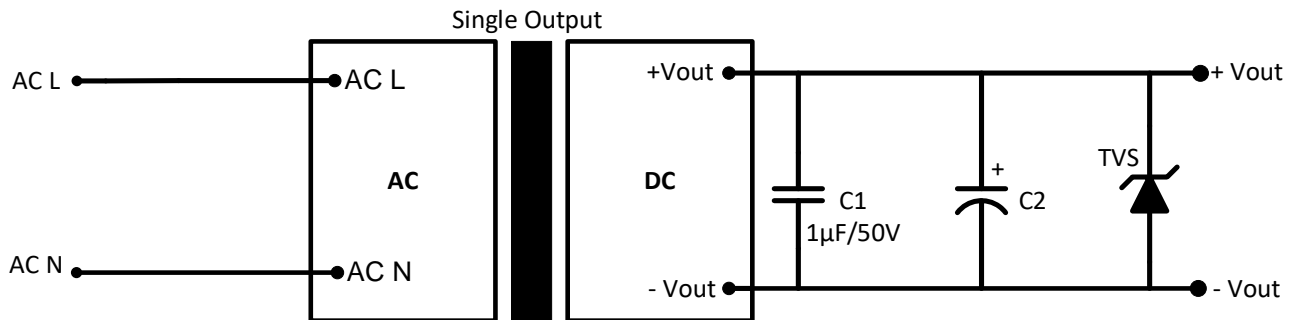 Single Output
AC L
AC L
+Vout
+ Vout
TVS
AC
DC
+
C1
C2
1µF/50V
AC N
AC N
- Vout
- Vout